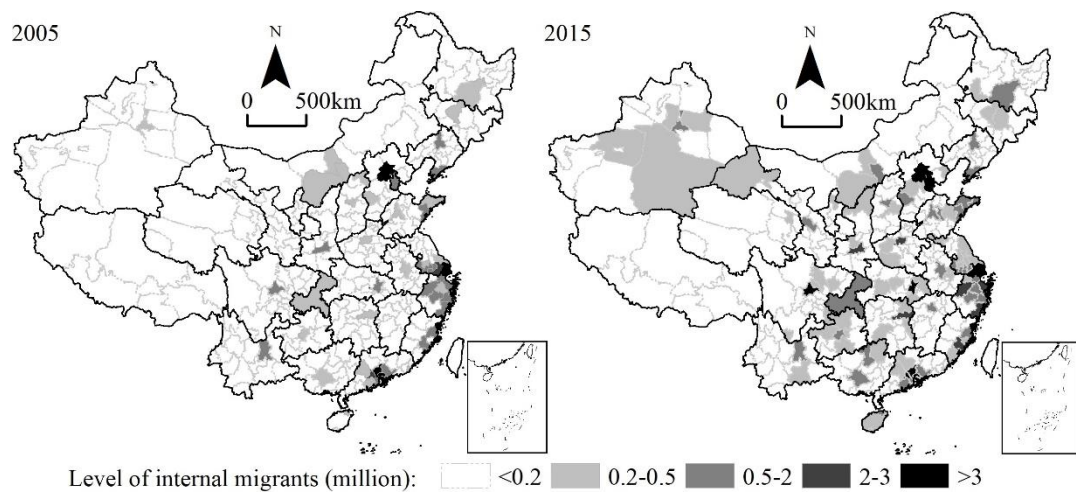 2005
N
0 500km
2015
N
0 500km
Level of internal migrants (million): <0.2 0.2-0.5 0.5-2 2-3 >3